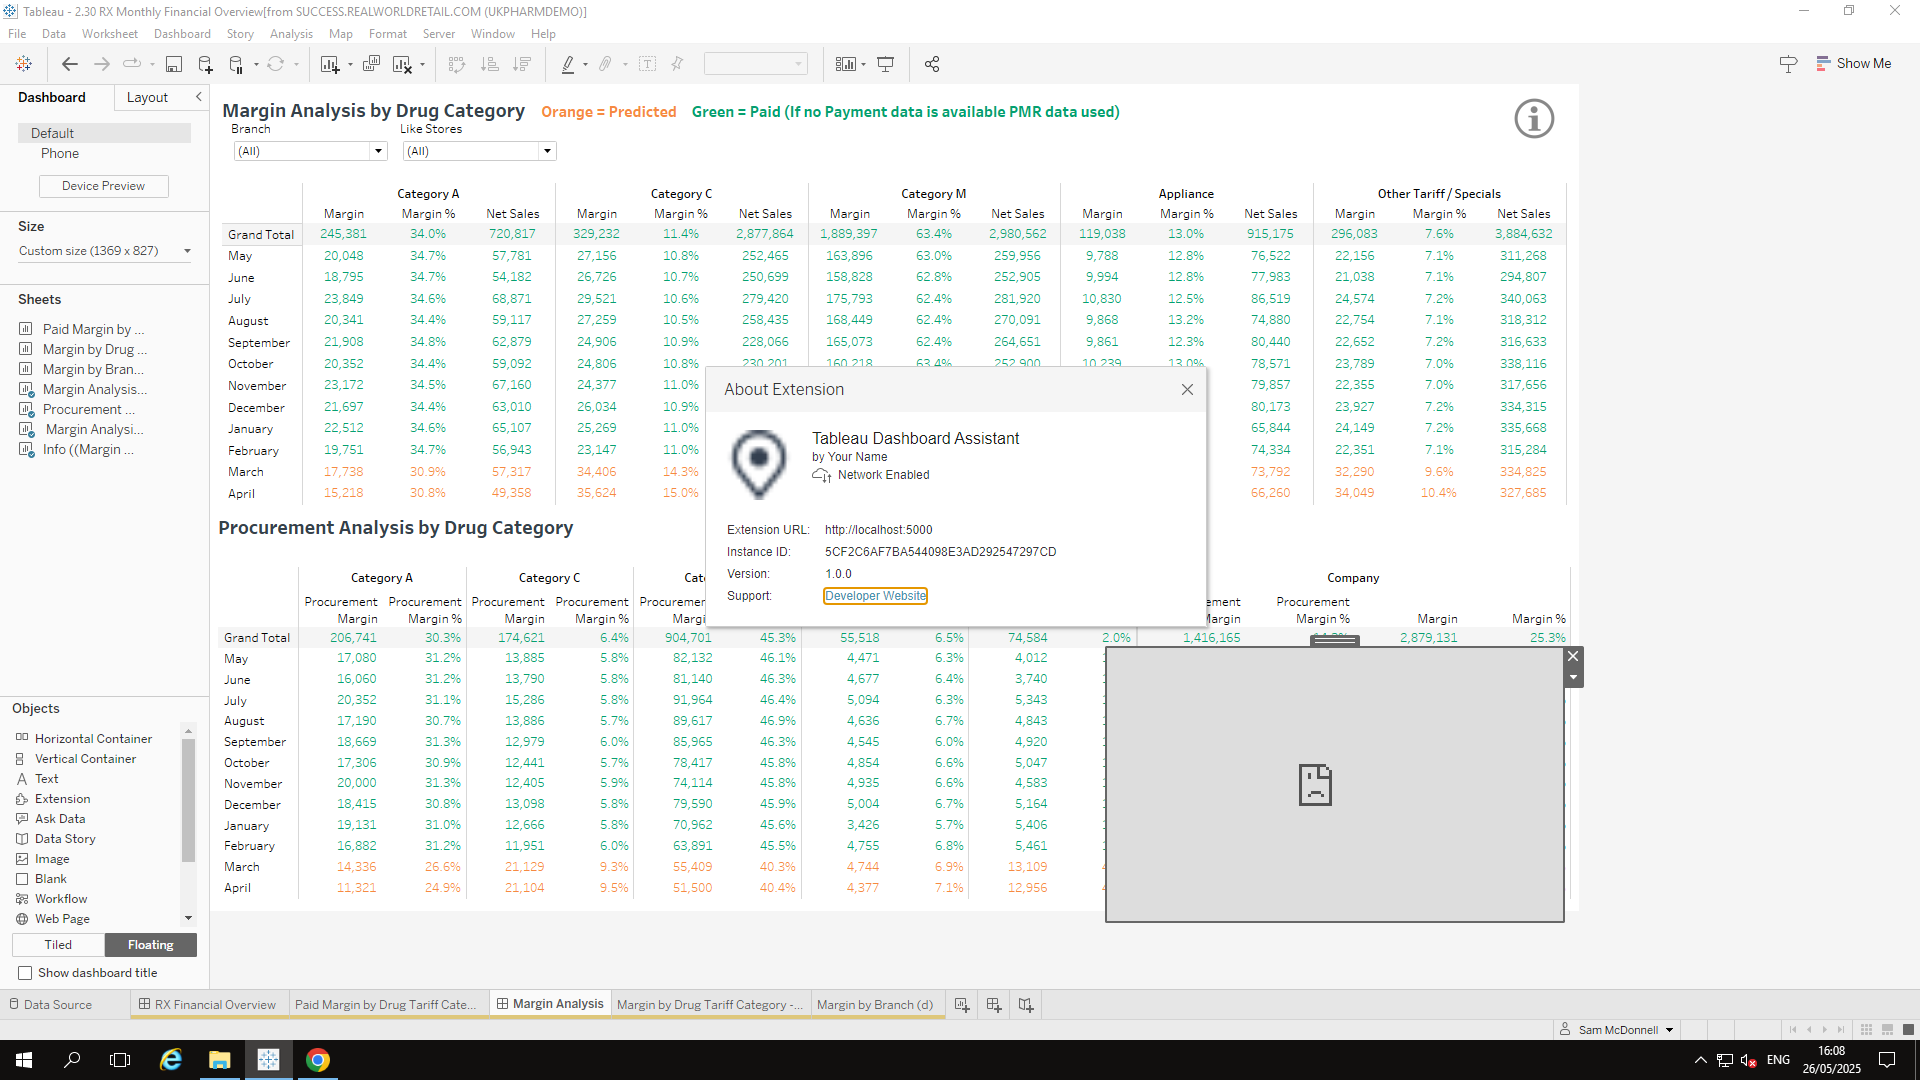 Tableau - 2.30 RX Monthly Financial Overview[from SUCCESS.REALWORLDRETAIL.COM (UKPHARMDEMO)]
File Data Worksheet Dashboard Story Analysis Map Format Server Window Help
Show Me
Dashboard Layout
Default
Phone
Device Preview
Size
Custom size (1369 x 827)
Sheets
Paid Margin by ...
Margin by Drug ...
Margin by Bran...
Margin Analysis...
Procurement ...
Margin Analysi...
Info ((Margin ...
Objects
Horizontal Container
Vertical Container
Text
Extension
Ask Data
Data Story
Image
Blank
Workflow
Web Page
Tiled Floating
Show dashboard title
Margin Analysis by Drug Category Orange = Predicted Green = Paid (If no Payment data is available PMR data used)
Branch Like Stores
(All) (All)
Category A Category C Category M Appliance Other Tariff / Specials
Margin Margin % Net Sales Margin Margin % Net Sales Margin Margin % Net Sales Margin Margin % Net Sales Margin Margin % Net Sales
Grand Total 245,381 34.0% 720,817 329,232 11.4% 2,877,864 1,889,397 63.4% 2,980,562 119,038 13.0% 915,175 296,083 7.6% 3,884,632
May 20,048 34.7% 57,781 27,156 10.8% 252,465 163,896 63.0% 259,956 9,788 12.8% 76,522 22,156 7.1% 311,268
June 18,795 34.7% 54,182 26,726 10.7% 250,699 158,828 62.8% 252,905 9,994 12.8% 77,983 21,038 7.1% 294,807
July 23,849 34.6% 68,871 29,521 10.6% 279,420 175,793 62.4% 281,920 10,830 12.5% 86,519 24,574 7.2% 340,063
August 20,341 34.4% 59,117 27,259 10.5% 258,435 168,449 62.4% 270,091 9,868 13.2% 74,880 22,754 7.1% 318,312
September 21,908 34.8% 62,879 24,906 10.9% 228,066 165,073 62.4% 264,651 9,861 12.3% 80,440 22,652 7.2% 316,633
October 20,352 34.4% 59,092 24,806 10.8% 230,201 160,218 63.4% 252,900 10,239 13.0% 78,571 23,789 7.0% 338,116
November 23,172 34.5% 67,160 24,377 11.0% 79,857 22,355 7.0% 317,656
December 21,697 34.4% 63,010 26,034 10.9% 80,173 23,927 7.2% 334,315
January 22,512 34.6% 65,107 25,269 11.0% 65,844 24,149 7.2% 335,668
February 19,751 34.7% 56,943 23,147 11.0% 74,334 22,351 7.1% 315,284
March 17,738 30.9% 57,317 34,406 14.3% 73,792 32,290 9.6% 334,825
April 15,218 30.8% 49,358 35,624 15.0% 66,260 34,049 10.4% 327,685
About Extension
Tableau Dashboard Assistant
by Your Name
Network Enabled
Extension URL: http://localhost:5000
Instance ID: 5CF2C6AF7BA544098E3AD292547297CD
Version: 1.0.0
Support: Developer Website
Procurement Analysis by Drug Category
Category A Category C Company
Procurement Procurement Procurement Procurement Procurement
Margin Margin % Margin Margin % Margin % Margin Margin %
Grand Total 206,741 30.3% 174,621 6.4% 904,701 45.3% 55,518 6.5% 74,584 2.0% 1,416,165 2,879,131 25.3%
May 17,080 31.2% 13,885 5.8% 82,132 46.1% 4,471 6.3% 4,012
June 16,060 31.2% 13,790 5.8% 81,140 46.3% 4,677 6.4% 3,740
July 20,352 31.1% 15,286 5.8% 91,964 46.4% 5,094 6.3% 5,343
August 17,190 30.7% 13,886 5.7% 89,617 46.9% 4,636 6.7% 4,843
September 18,669 31.3% 12,979 6.0% 85,965 46.3% 4,545 6.0% 4,920
October 17,306 30.9% 12,441 5.7% 78,417 45.8% 4,854 6.6% 5,047
November 20,000 31.3% 12,405 5.9% 74,114 45.8% 4,935 6.6% 4,583
December 18,415 30.8% 13,098 5.8% 79,590 45.9% 5,004 6.7% 5,164
January 19,131 31.0% 12,666 5.8% 70,962 45.6% 3,426 5.7% 5,406
February 16,882 31.2% 11,951 6.0% 63,891 45.5% 4,755 6.8% 5,461
March 14,336 26.6% 21,129 9.3% 55,409 40.3% 4,744 6.9% 13,109
April 11,321 24.9% 21,104 9.5% 51,500 40.4% 4,377 7.1% 12,956
Data Source RX Financial Overview Paid Margin by Drug Tariff Cate... Margin Analysis Margin by Drug Tariff Category -... Margin by Branch (d)
Sam McDonnell
ENG
16:08
26/05/2025